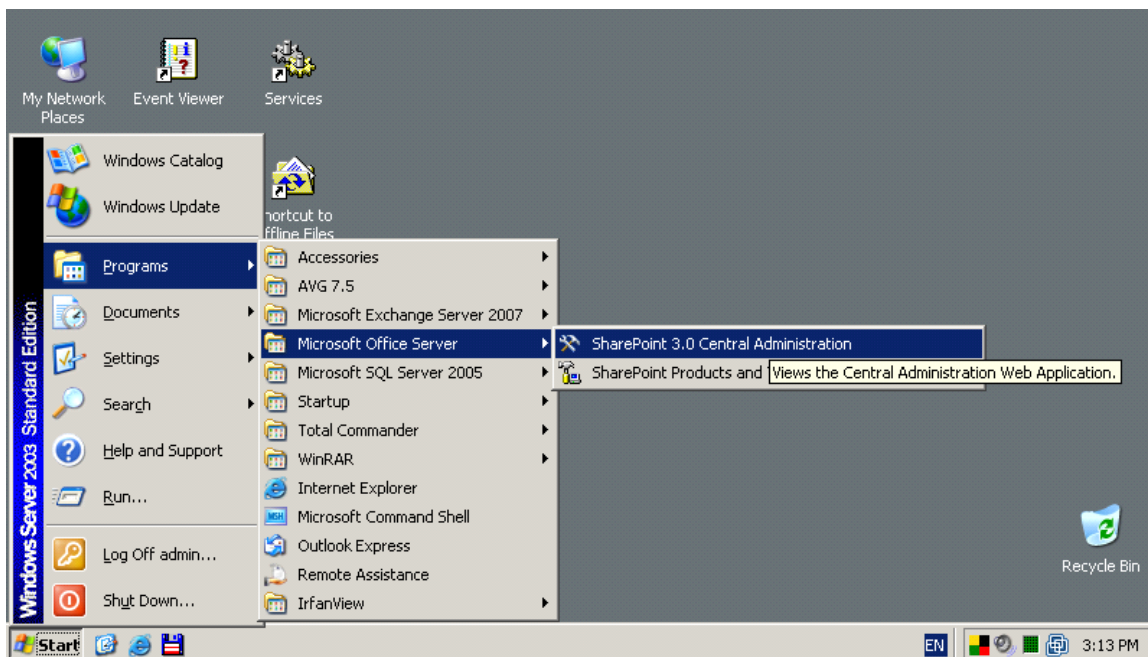 My Network
Places
Event Viewer
Services
hortcut to
ffline Files
Windows Catalog
Windows Update
Programs
Documents
Settings
Search
Help and Support
Run...
Log Off admin...
Shut Down...
Windows Server 2003 Standard Edition
Accessories
AVG 7.5
Microsoft Exchange Server 2007
Microsoft Office Server
Microsoft SQL Server 2005
Startup
Total Commander
WinRAR
Internet Explorer
MSH
Microsoft Command Shell
Outlook Express
Remote Assistance
IrfanView
SharePoint 3.0 Central Administration
SharePoint Products and
Views the Central Administration Web Application.
Recycle Bin
Start
EN
3:13 PM